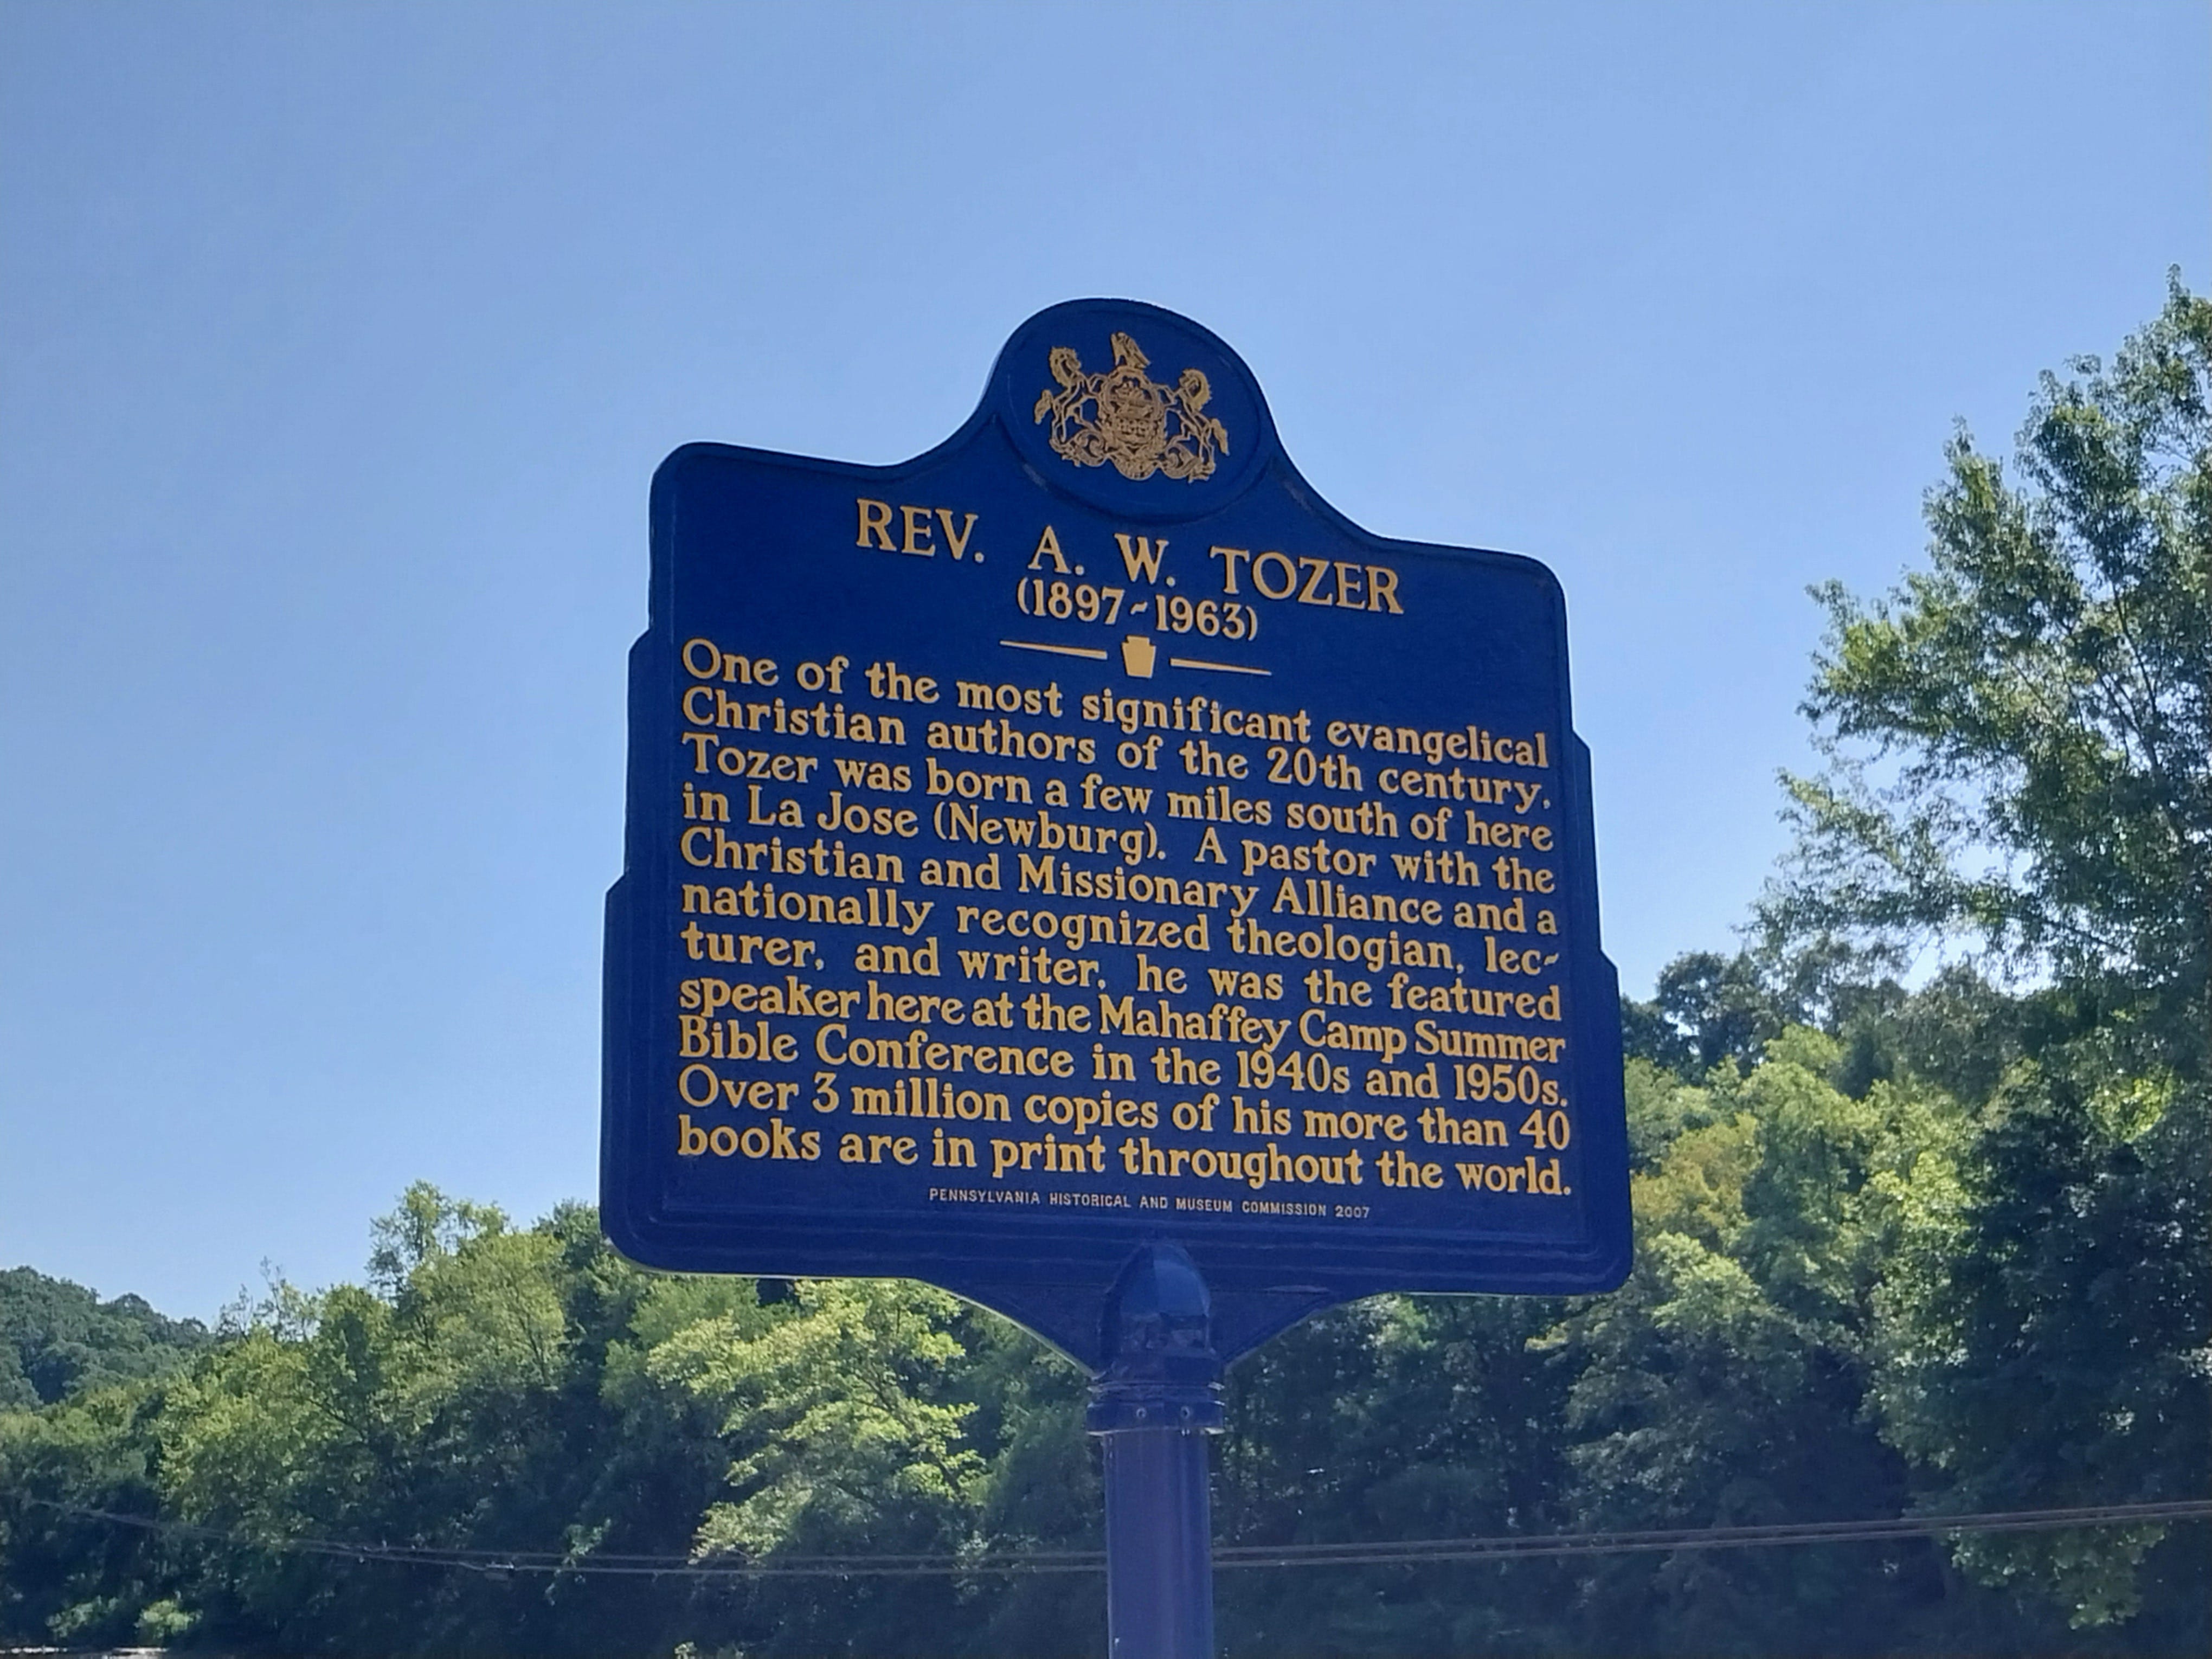 REV. A. W. TOZER
(1897-1963)
One of the most significant evangelical
Christian authors of the 20th century,
Tozer was born a few miles south of here
in La Jose (Newburg). A pastor with the
Christian and Missionary Alliance and a
nationally recognized theologian, lec-
turer, and writer, he was the featured
speaker here at the Mahaffey Camp Summer
Bible Conference in the 1940s and 1950s.
Over 3 million copies of his more than 40
books are in print throughout the world.
PENNSYLVANIA HISTORICAL AND MUSEUM COMMISSION 2007